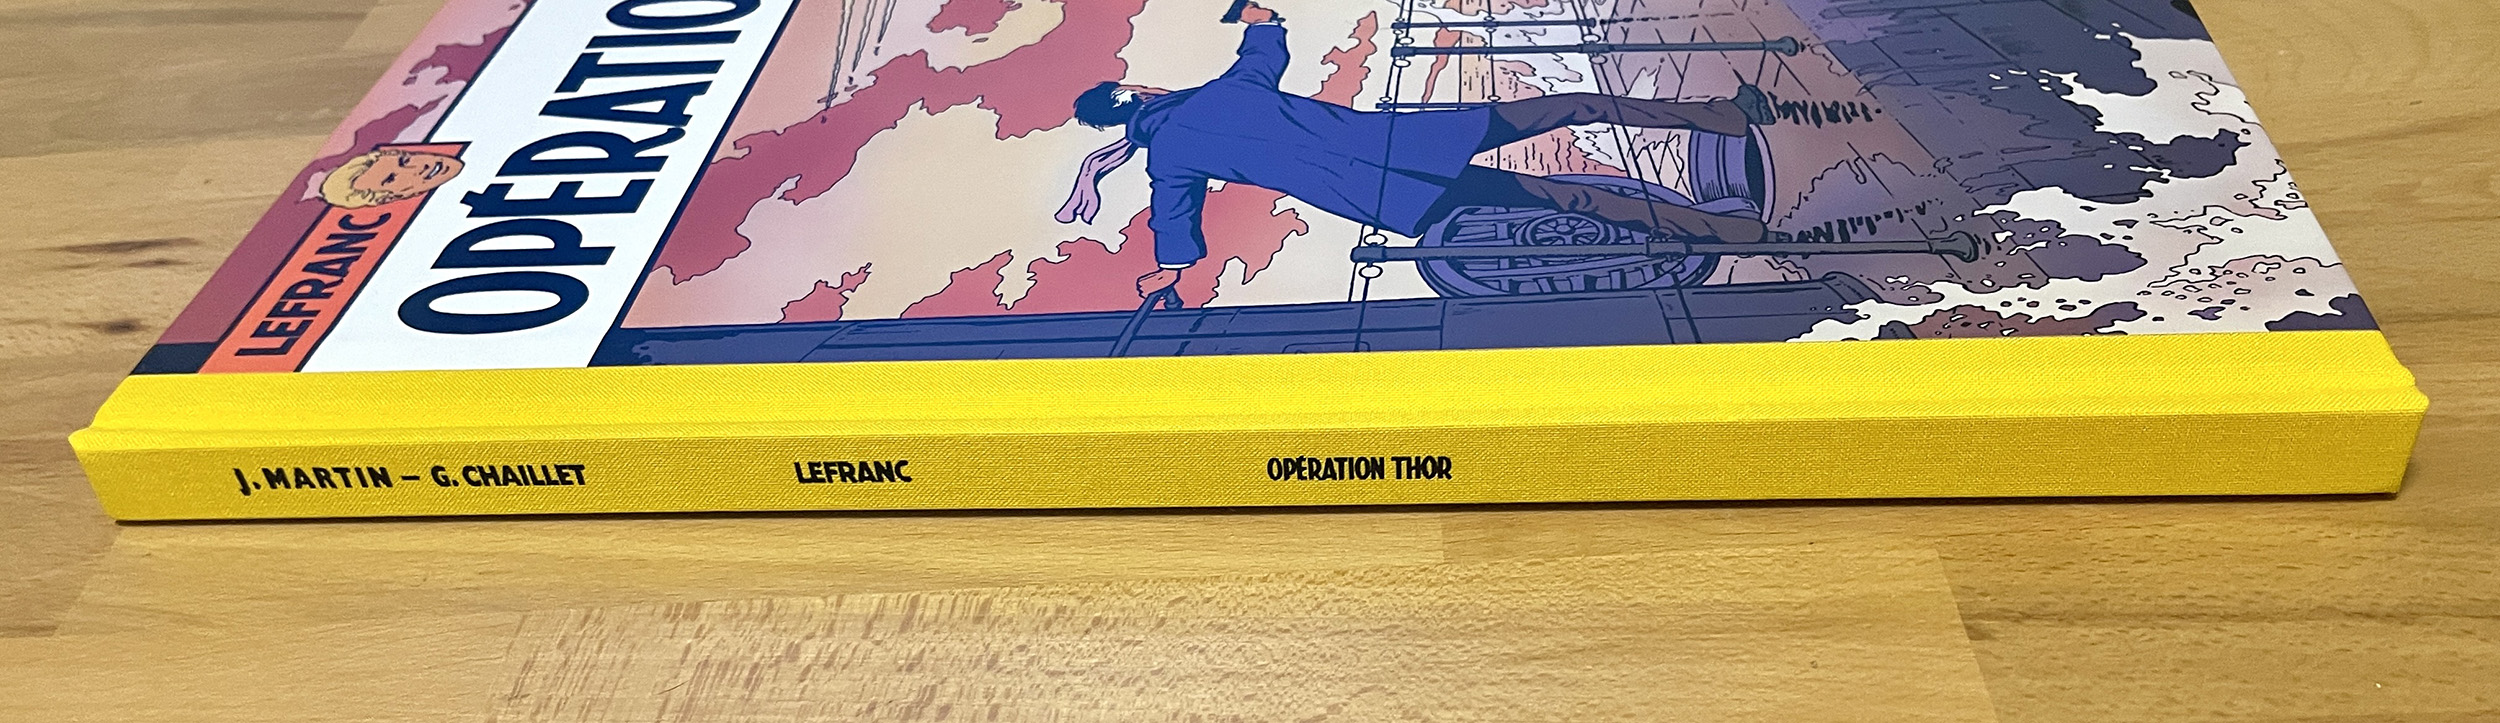 LEFRANC
OPÉRATIO
J. MARTIN – G. CHAILLET LEFRANC OPÉRATION THOR